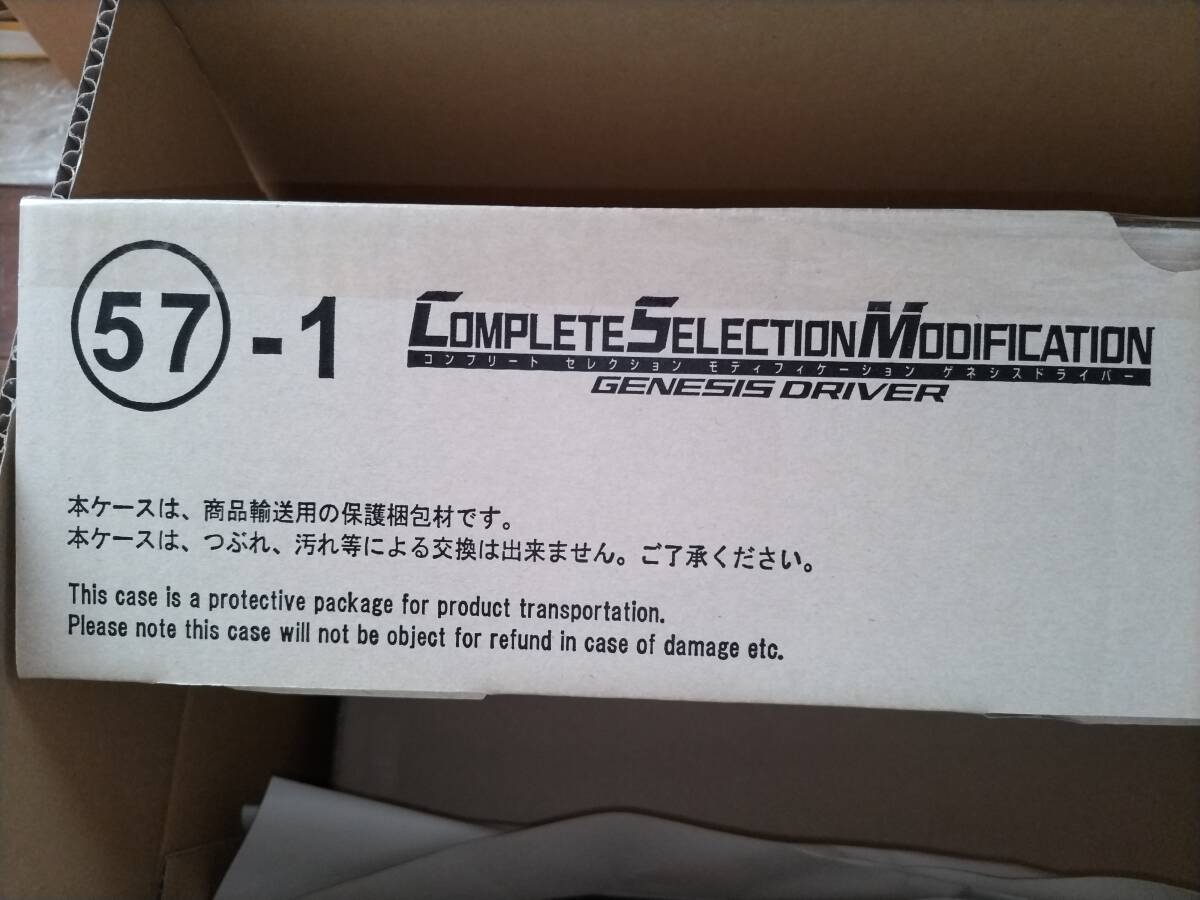 57-1
COMPLETE SELECTION MODIFICATION
コンプリート セレクション モディフィケーション ゲネシスドライバー
GENESIS DRIVER
本ケースは、商品輸送用の保護梱包材です。
本ケースは、つぶれ、汚れ等による交換は出来ません。ご了承ください。
This case is a protective package for product transportation.
Please note this case will not be object for refund in case of damage etc.